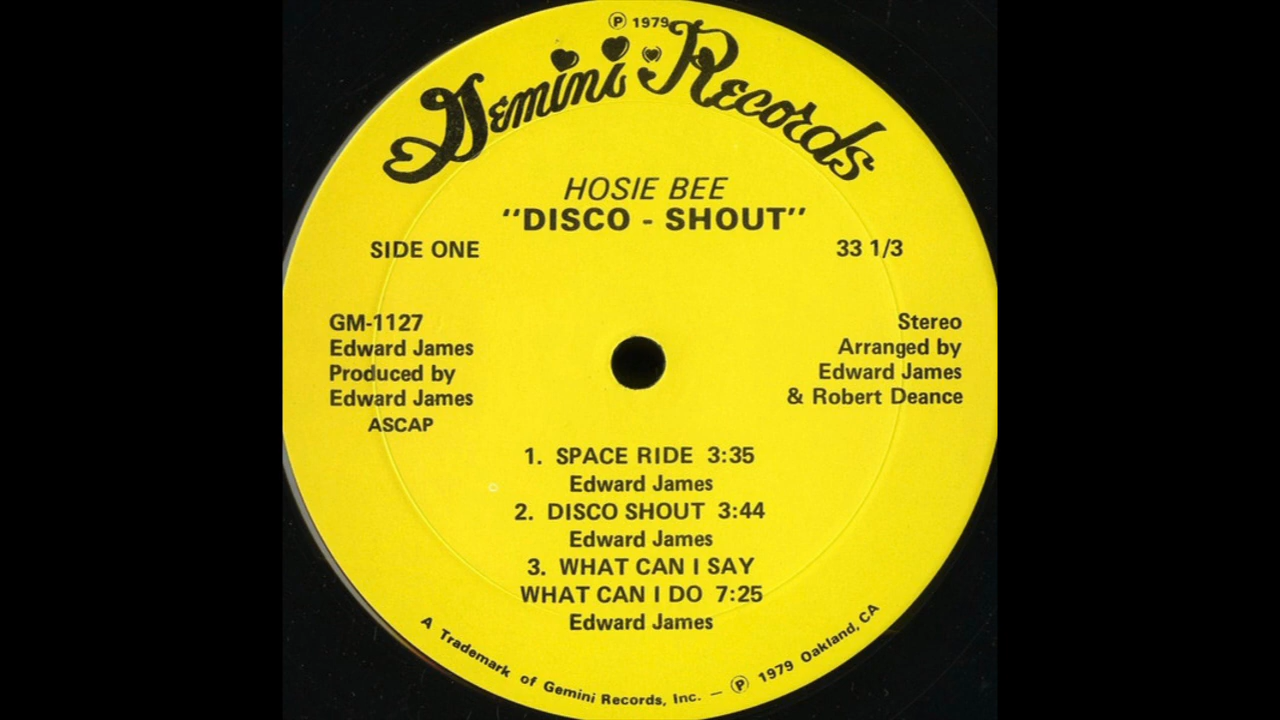 ℗ 1979
Gemini Records
HOSIE BEE
"DISCO - SHOUT"
SIDE ONE
33 1/3
GM-1127
Edward James
Produced by
Edward James
ASCAP
Stereo
Arranged by
Edward James
& Robert Deance
1. SPACE RIDE 3:35
Edward James
2. DISCO SHOUT 3:44
Edward James
3. WHAT CAN I SAY
WHAT CAN I DO 7:25
Edward James
A Trademark of Gemini Records, Inc. — ℗ 1979 Oakland, CA